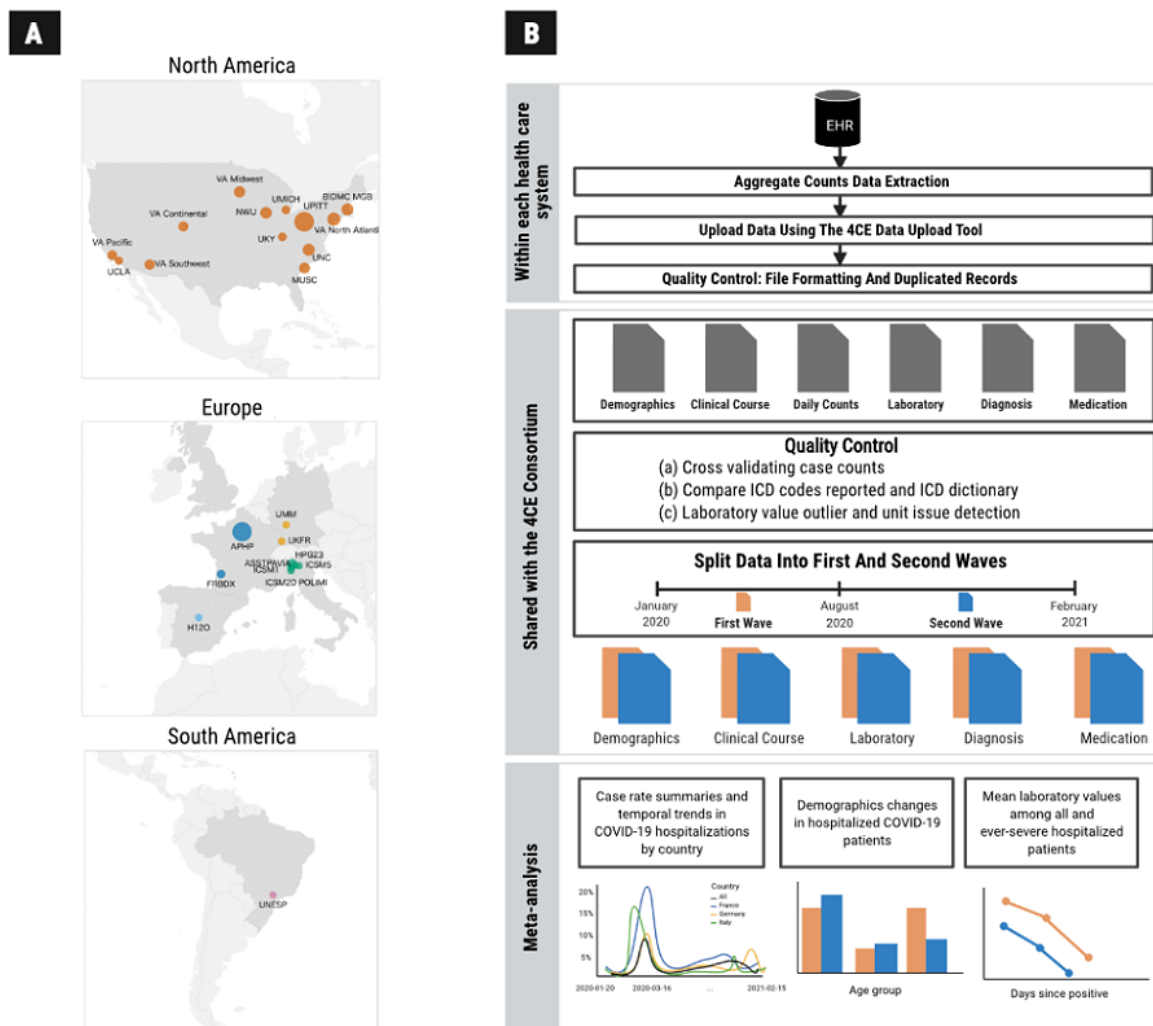 A
North America
VA Midwest
BIDMC MGB
UMICH
NWU
UPITT
VA Continental
VA North Atlanti
UKY
VA Pacific
UNC
UCLA
VA Southwest
MUSC
Europe
UMM
APHP
UKFR
HPG23
ASSTPAVIA
ICSM5
ICSM1
FRBDX
ICSM20 POLIMI
H12O
South America
UNESP
B
Within each health care
system
EHR
Aggregate Counts Data Extraction
Upload Data Using The 4CE Data Upload Tool
Quality Control: File Formatting And Duplicated Records
Shared with the 4CE Consortium
Demographics
Clinical Course
Daily Counts
Laboratory
Diagnosis
Medication
Quality Control
(a) Cross validating case counts
(b) Compare ICD codes reported and ICD dictionary
(c) Laboratory value outlier and unit issue detection
Split Data Into First And Second Waves
January
2020
First Wave
August
2020
Second Wave
February
2021
Demographics
Clinical Course
Laboratory
Diagnosis
Medication
Meta-analysis
Case rate summaries and
temporal trends in
COVID-19 hospitalizations
by country
Demographics changes
in hospitalized COVID-19
patients
Mean laboratory values
among all and
ever-severe hospitalized
patients
20%
15%
10%
5%
Country
All
France
Germany
Italy
2020-01-20
2020-03-16
...
2021-02-15
Age group
Days since positive